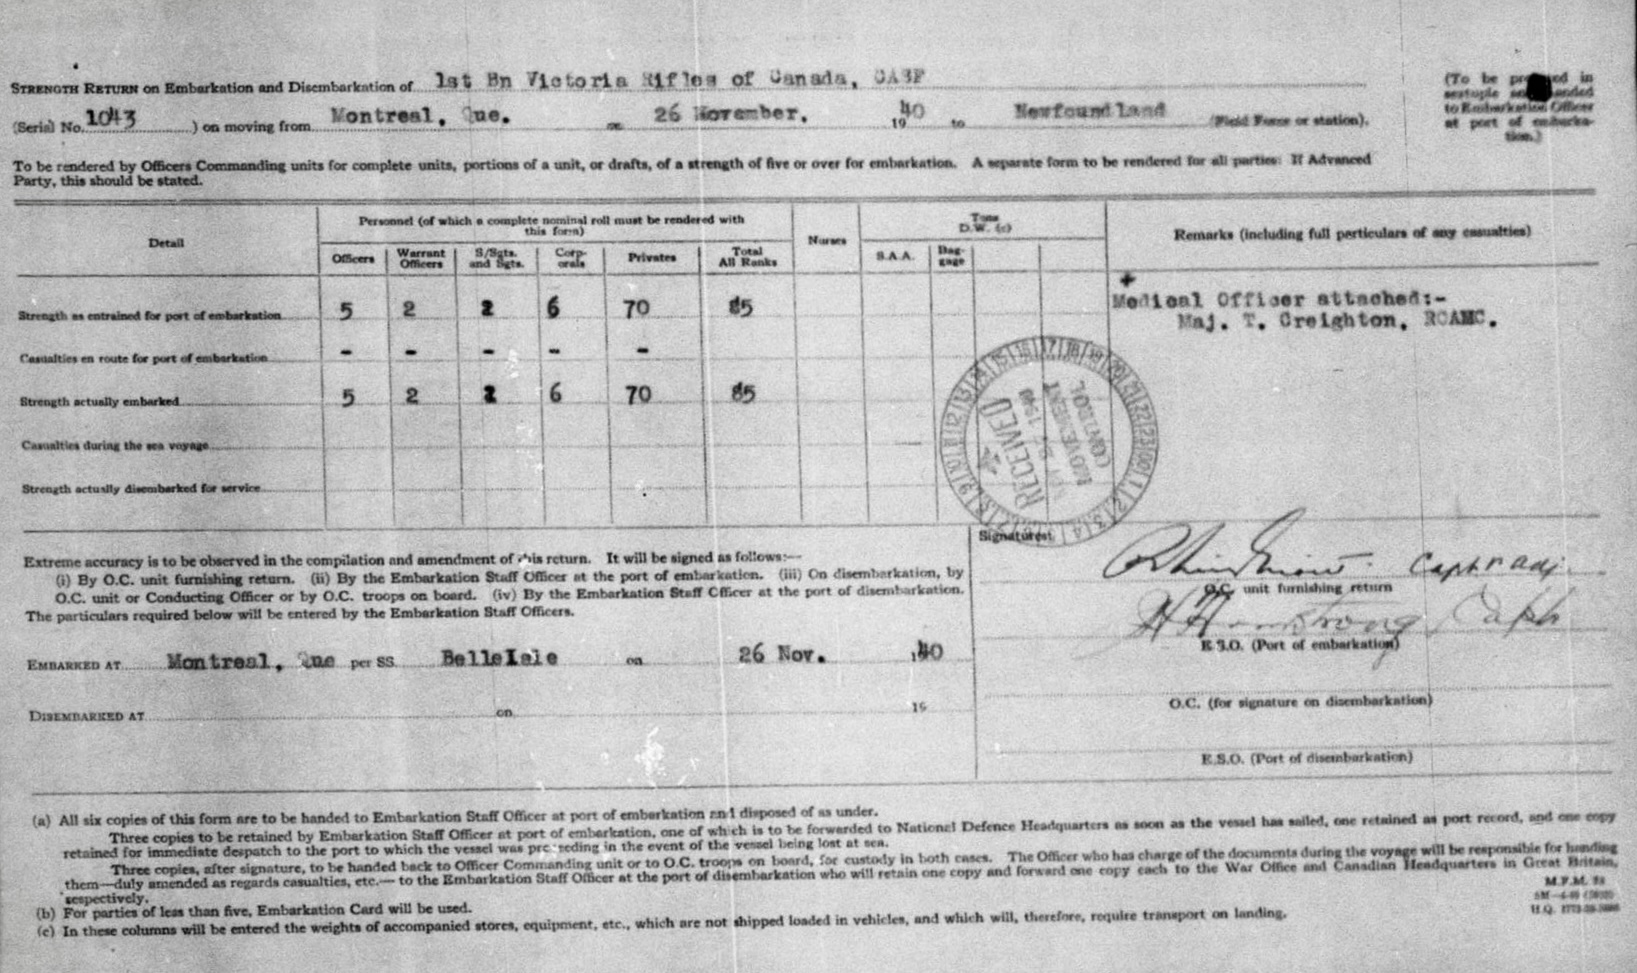 STRENGTH RETURN on Embarkation and Disembarkation of 1st Bn Victoria Rifles of Canada, CASF
(Serial No. 1043 ) on moving from Montreal, Que. on 26 November, 1940 to Newfoundland (Field Force or station).
(To be prepared in
sextuple and handed
to Embarkation Officer
at port of embarka-
tion.)
To be rendered by Officers Commanding units for complete units, portions of a unit, or drafts, of a strength of five or over for embarkation. A separate form to be rendered for all parties: If Advanced
Party, this should be stated.
Detail
Personnel (of which a complete nominal roll must be rendered with
this form)
Nurses
Tons
D.W. (c)
Remarks (including full particulars of any casualties)
Officers Warrant Officers S/Sgts. and Sgts. Corp-orals Privates Total All Ranks S.A.A. Bag-gage
Strength as entrained for port of embarkation 5 2 2 6 70 85
+
Medical Officer attached:-
Maj. T. Creighton, RCAMC.
Casualties en route for port of embarkation - - - - -
Strength actually embarked 5 2 2 6 70 85
Casualties during the sea voyage
Strength actually disembarked for service
RECEIVED
1940
MOVEMENT
CONTROL
Extreme accuracy is to be observed in the compilation and amendment of this return. It will be signed as follows:—
(i) By O.C. unit furnishing return. (ii) By the Embarkation Staff Officer at the port of embarkation. (iii) On disembarkation, by
O.C. unit or Conducting Officer or by O.C. troops on board. (iv) By the Embarkation Staff Officer at the port of disembarkation.
The particulars required below will be entered by the Embarkation Staff Officers.
EMBARKED AT Montreal, Que per SS. BelleIsle on 26 Nov. 1940
DISEMBARKED AT on 19
Signatures:
Capt & Adj.
O.C. unit furnishing return
H Armstrong Capt
E.S.O. (Port of embarkation)
O.C. (for signature on disembarkation)
E.S.O. (Port of disembarkation)
(a) All six copies of this form are to be handed to Embarkation Staff Officer at port of embarkation and disposed of as under.
Three copies to be retained by Embarkation Staff Officer at port of embarkation, one of which is to be forwarded to National Defence Headquarters as soon as the vessel has sailed, one retained as port record, and one copy
retained for immediate despatch to the port to which the vessel was proceeding in the event of the vessel being lost at sea.
Three copies, after signature, to be handed back to Officer Commanding unit or to O.C. troops on board, for custody in both cases. The Officer who has charge of the documents during the voyage will be responsible for handing
them—duly amended as regards casualties, etc.— to the Embarkation Staff Officer at the port of disembarkation who will retain one copy and forward one copy each to the War Office and Canadian Headquarters in Great Britain,
respectively.
(b) For parties of less than five, Embarkation Card will be used.
(c) In these columns will be entered the weights of accompanied stores, equipment, etc., which are not shipped loaded in vehicles, and which will, therefore, require transport on landing.
M.F.M.
H.Q.